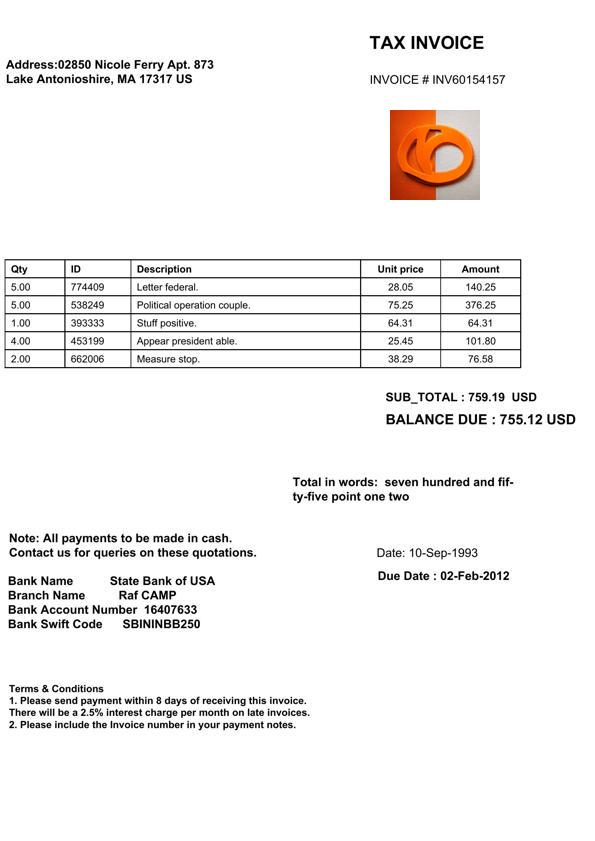 TAX INVOICE
Address:02850 Nicole Ferry Apt. 873
Lake Antonioshire, MA 17317 US
INVOICE # INV60154157
Qty ID Description Unit price Amount
5.00 774409 Letter federal. 28.05 140.25
5.00 538249 Political operation couple. 75.25 376.25
1.00 393333 Stuff positive. 64.31 64.31
4.00 453199 Appear president able. 25.45 101.80
2.00 662006 Measure stop. 38.29 76.58
SUB_TOTAL : 759.19 USD
BALANCE DUE : 755.12 USD
Total in words: seven hundred and fif-
ty-five point one two
Note: All payments to be made in cash.
Contact us for queries on these quotations.
Date: 10-Sep-1993
Due Date : 02-Feb-2012
Bank Name State Bank of USA
Branch Name Raf CAMP
Bank Account Number 16407633
Bank Swift Code SBININBB250
Terms & Conditions
1. Please send payment within 8 days of receiving this invoice.
There will be a 2.5% interest charge per month on late invoices.
2. Please include the Invoice number in your payment notes.